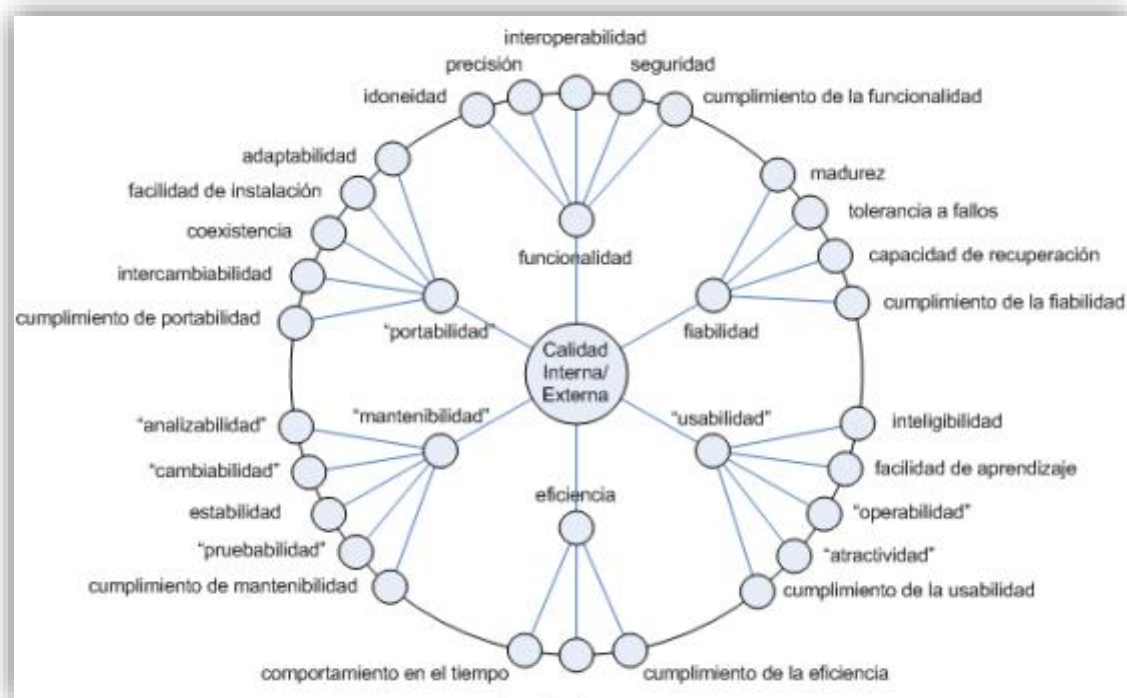 interoperabilidad
precisión
seguridad
idoneidad
cumplimiento de la funcionalidad
adaptabilidad
madurez
facilidad de instalación
tolerancia a fallos
coexistencia
capacidad de recuperación
funcionalidad
intercambiabilidad
cumplimiento de la fiabilidad
cumplimiento de portabilidad
"portabilidad"
fiabilidad
Calidad
Interna/
Externa
"mantenibilidad"
"usabilidad"
"analizabilidad"
inteligibilidad
"cambiabilidad"
facilidad de aprendizaje
eficiencia
estabilidad
"operabilidad"
"pruebabilidad"
"atractividad"
cumplimiento de mantenibilidad
cumplimiento de la usabilidad
comportamiento en el tiempo
cumplimiento de la eficiencia